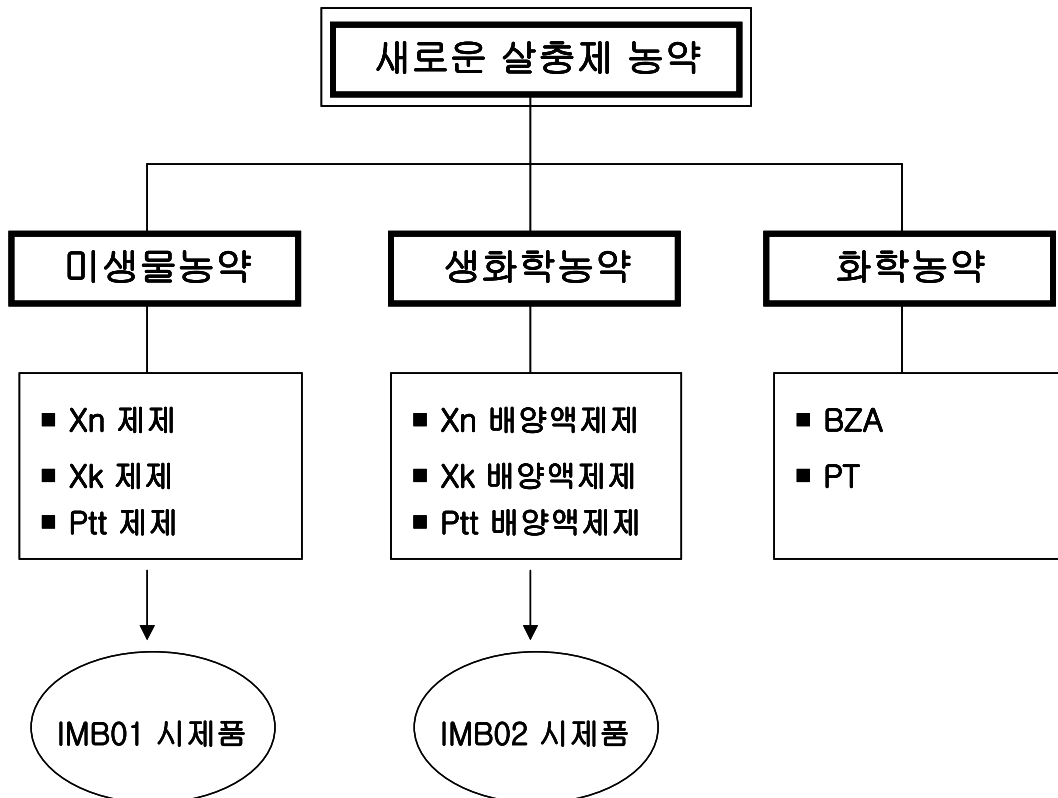 새로운 살충제 농약
미생물농약
생화학농약
화학농약
■ Xn 제제
■ Xk 제제
■ Ptt 제제
■ Xn 배양액제제
■ Xk 배양액제제
■ Ptt 배양액제제
■ BZA
■ PT
IMB01 시제품
IMB02 시제품